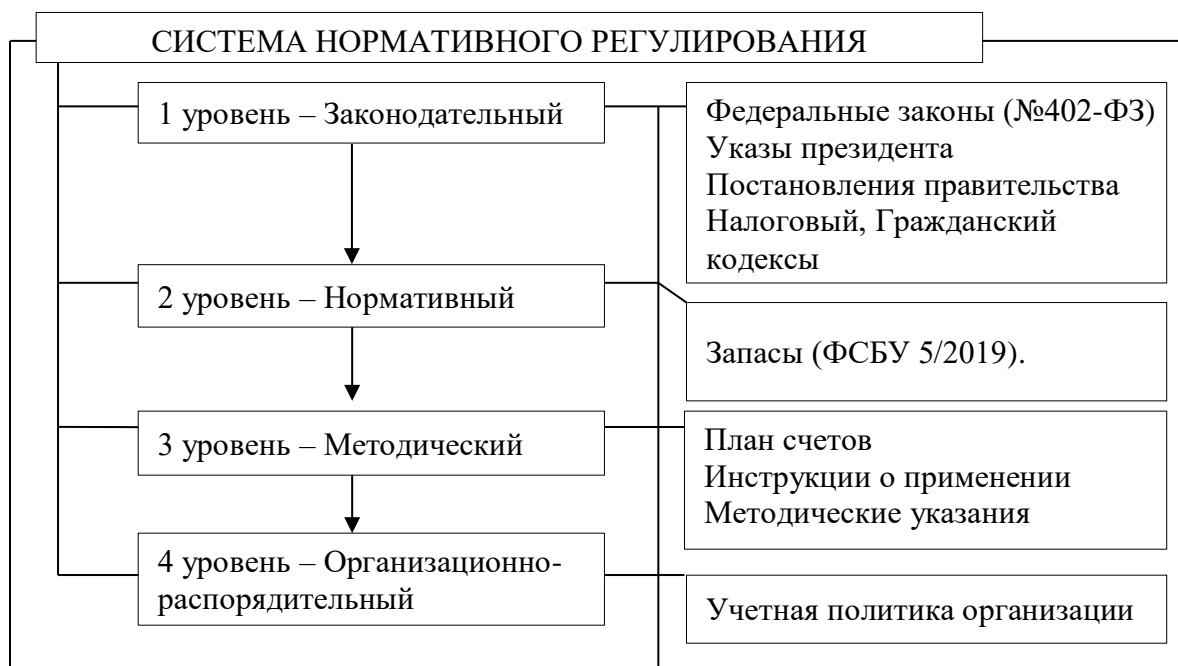 СИСТЕМА НОРМАТИВНОГО РЕГУЛИРОВАНИЯ
1 уровень – Законодательный
Федеральные законы (№402-ФЗ)
Указы президента
Постановления правительства
Налоговый, Гражданский
кодексы
2 уровень – Нормативный
Запасы (ФСБУ 5/2019).
3 уровень – Методический
План счетов
Инструкции о применении
Методические указания
4 уровень – Организационно-
распорядительный
Учетная политика организации